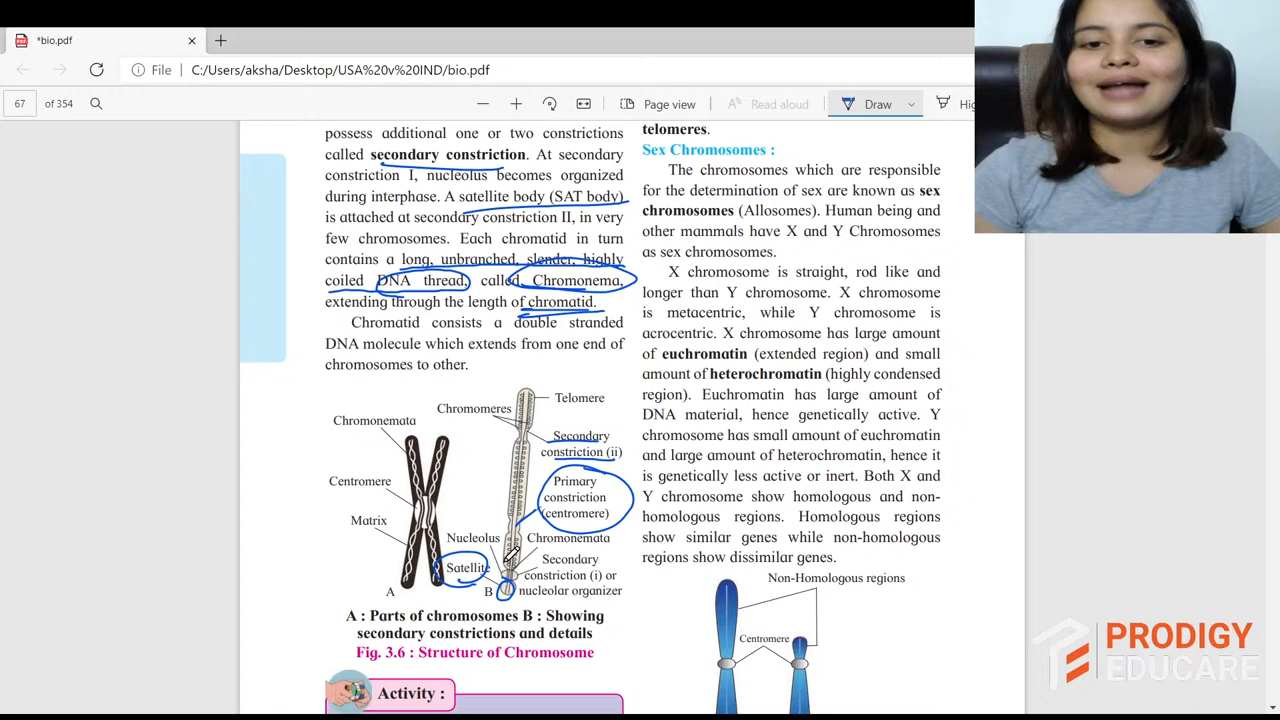 *bio.pdf
File
C:/Users/aksha/Desktop/USA%20v%20IND/bio.pdf
67
of 354
Page view
Read aloud
Draw
possess additional one or two constrictions
called secondary constriction. At secondary
constriction I, nucleolus becomes organized
during interphase. A satellite body (SAT body)
is attached at secondary constriction II, in very
few chromosomes. Each chromatid in turn
contains a long, unbranched, slender, highly
coiled DNA thread, called Chromonema,
extending through the length of chromatid.
Chromatid consists a double stranded
DNA molecule which extends from one end of
chromosomes to other.
Chromonemata
Centromere
Matrix
A
Chromomeres
Telomere
Secondary
constriction (ii)
Primary
constriction
(centromere)
Nucleolus
Chromonemata
Satellite
Secondary
constriction (i) or
B
nucleolar organizer
A : Parts of chromosomes B : Showing
secondary constrictions and details
Fig. 3.6 : Structure of Chromosome
Activity :
telomeres.
Sex Chromosomes :
The chromosomes which are responsible
for the determination of sex are known as sex
chromosomes (Allosomes). Human being and
other mammals have X and Y Chromosomes
as sex chromosomes.
X chromosome is straight, rod like and
longer than Y chromosome. X chromosome
is metacentric, while Y chromosome is
acrocentric. X chromosome has large amount
of euchromatin (extended region) and small
amount of heterochromatin (highly condensed
region). Euchromatin has large amount of
DNA material, hence genetically active. Y
chromosome has small amount of euchromatin
and large amount of heterochromatin, hence it
is genetically less active or inert. Both X and
Y chromosome show homologous and non-
homologous regions. Homologous regions
show similar genes while non-homologous
regions show dissimilar genes.
Non-Homologous regions
Centromere
PRODIGY
EDUCARE